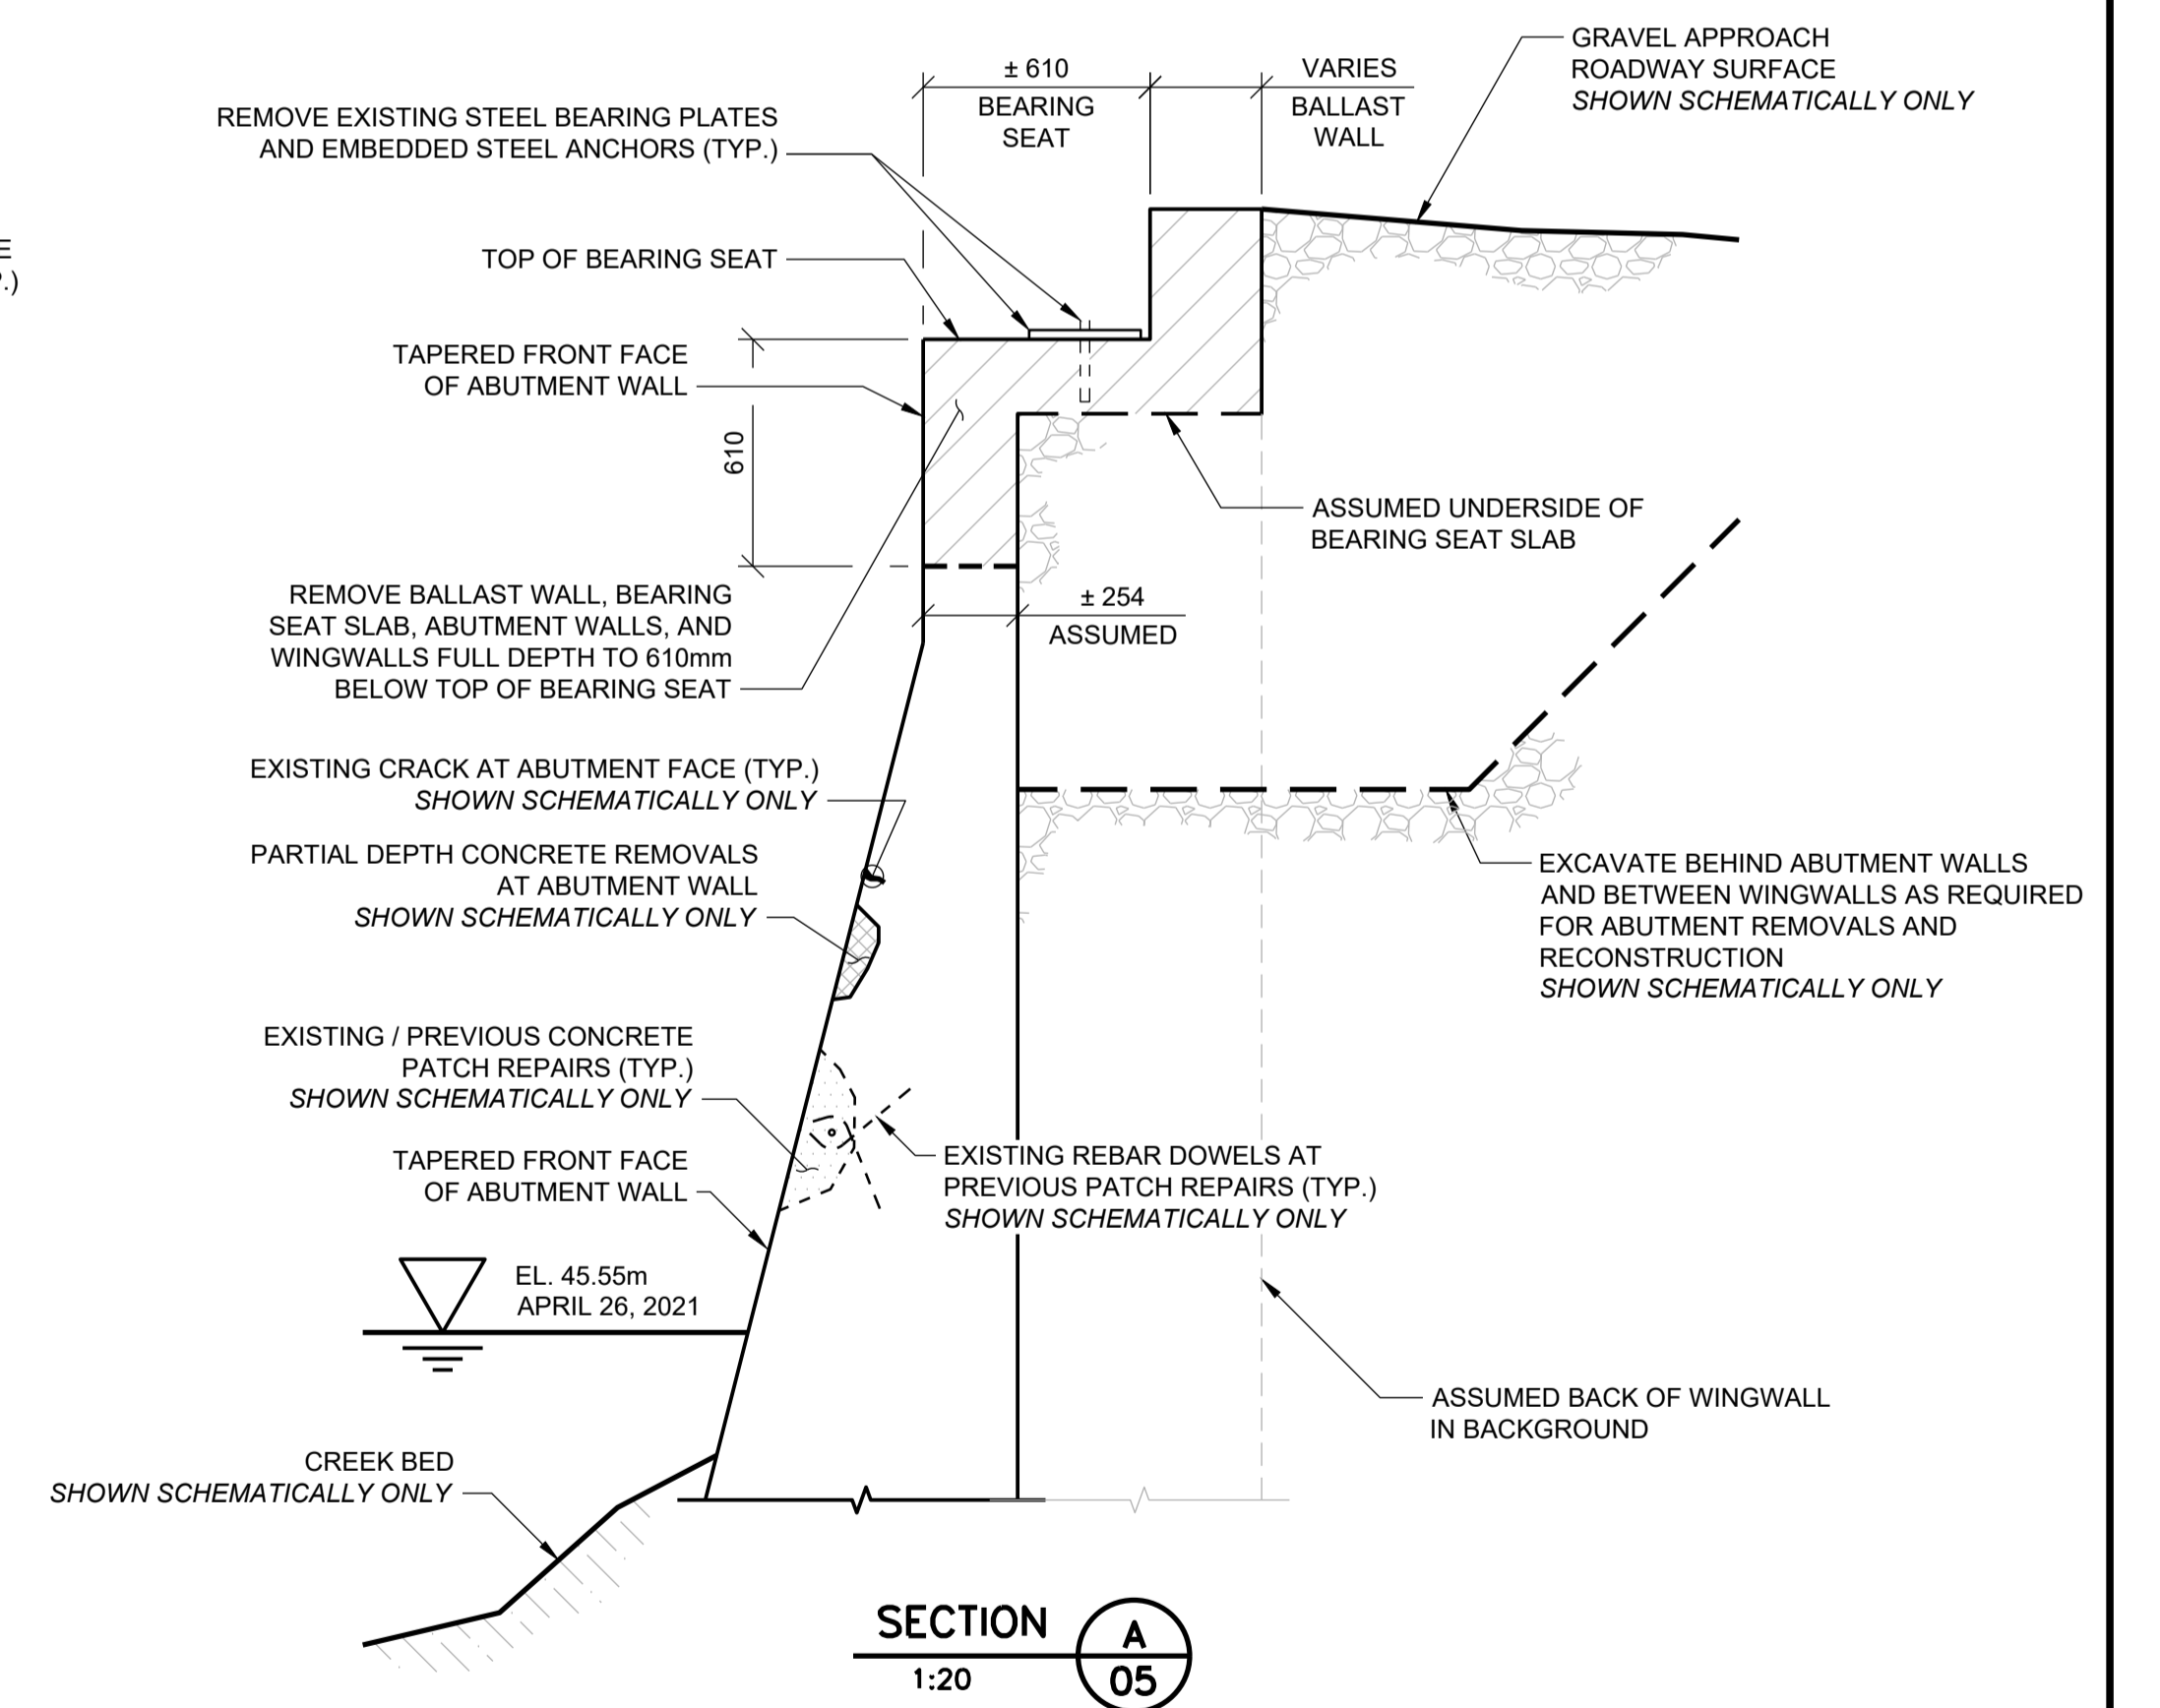 ± 610
BEARING
SEAT
VARIES
BALLAST
WALL
GRAVEL APPROACH
ROADWAY SURFACE
SHOWN SCHEMATICALLY ONLY
REMOVE EXISTING STEEL BEARING PLATES
AND EMBEDDED STEEL ANCHORS (TYP.)
TOP OF BEARING SEAT
E
.)
TAPERED FRONT FACE
OF ABUTMENT WALL
610
ASSUMED UNDERSIDE OF
BEARING SEAT SLAB
REMOVE BALLAST WALL, BEARING
SEAT SLAB, ABUTMENT WALLS, AND
WINGWALLS FULL DEPTH TO 610mm
BELOW TOP OF BEARING SEAT
± 254
ASSUMED
EXISTING CRACK AT ABUTMENT FACE (TYP.)
SHOWN SCHEMATICALLY ONLY
PARTIAL DEPTH CONCRETE REMOVALS
AT ABUTMENT WALL
SHOWN SCHEMATICALLY ONLY
EXCAVATE BEHIND ABUTMENT WALLS
AND BETWEEN WINGWALLS AS REQUIRED
FOR ABUTMENT REMOVALS AND
RECONSTRUCTION
SHOWN SCHEMATICALLY ONLY
EXISTING / PREVIOUS CONCRETE
PATCH REPAIRS (TYP.)
SHOWN SCHEMATICALLY ONLY
EXISTING REBAR DOWELS AT
PREVIOUS PATCH REPAIRS (TYP.)
SHOWN SCHEMATICALLY ONLY
TAPERED FRONT FACE
OF ABUTMENT WALL
EL. 45.55m
APRIL 26, 2021
ASSUMED BACK OF WINGWALL
IN BACKGROUND
CREEK BED
SHOWN SCHEMATICALLY ONLY
SECTION
1:20
A
05